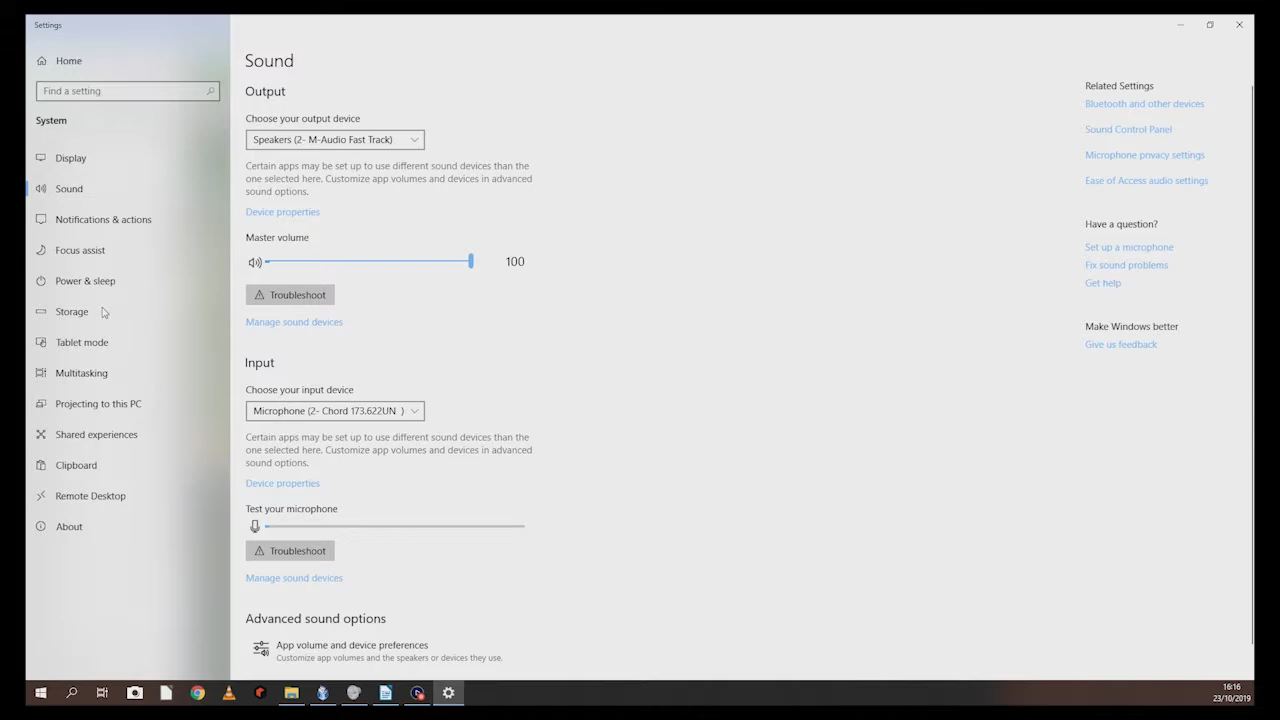 Settings
Home
Find a setting
System
Display
Sound
Notifications & actions
Focus assist
Power & sleep
Storage
Tablet mode
Multitasking
Projecting to this PC
Shared experiences
Clipboard
Remote Desktop
About
Sound
Output
Choose your output device
Speakers (2- M-Audio Fast Track)
Certain apps may be set up to use different sound devices than the
one selected here. Customize app volumes and devices in advanced
sound options.
Device properties
Master volume
100
Troubleshoot
Manage sound devices
Input
Choose your input device
Microphone (2- Chord 173.622UN )
Certain apps may be set up to use different sound devices than the
one selected here. Customize app volumes and devices in advanced
sound options.
Device properties
Test your microphone
Troubleshoot
Manage sound devices
Advanced sound options
App volume and device preferences
Customize app volumes and the speakers or devices they use.
Related Settings
Bluetooth and other devices
Sound Control Panel
Microphone privacy settings
Ease of Access audio settings
Have a question?
Set up a microphone
Fix sound problems
Get help
Make Windows better
Give us feedback
16:16
23/10/2019